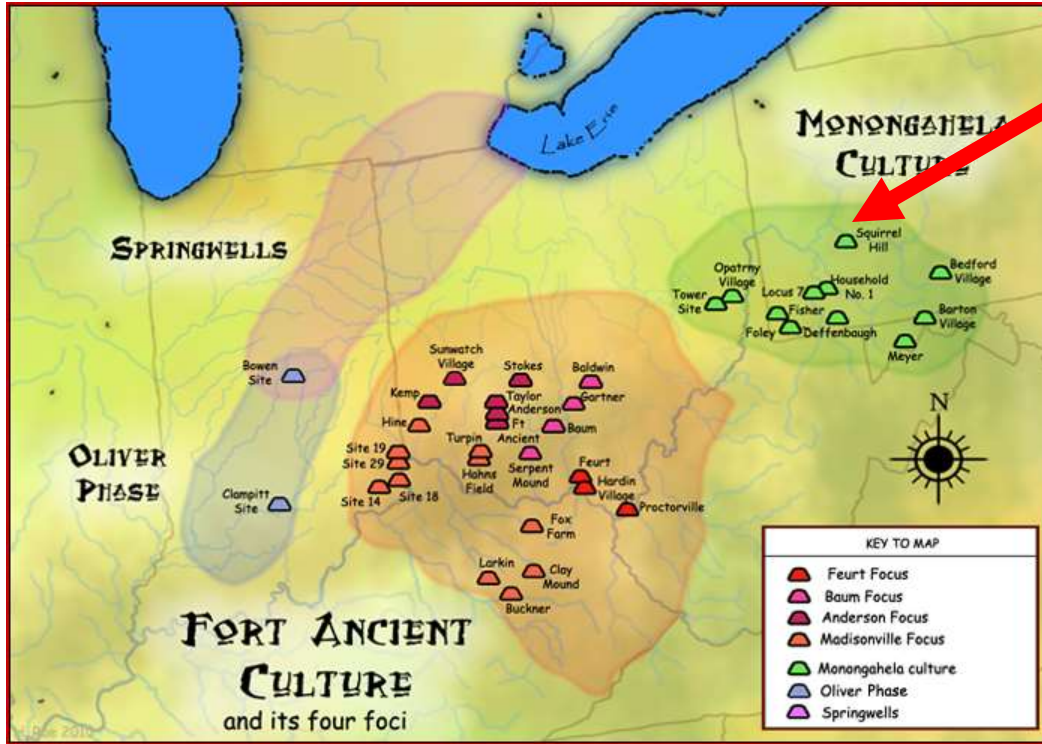 Lake Erie
MONONGAHELA
CULTURE
SPRINGWELLS
Squirrel
Hill
Bedford
Village
Opatrny
Village
Household
No. 1
Locus 7
Tower
Site
Fisher
Foley
Deffenbaugh
Barton
Village
Meyer
Bowen
Site
Sunwatch
Village
Stokes
Baldwin
Kemp
Taylor
Anderson
Gartner
Hine
Ft
Ancient
Baum
Turpin
Site 19
Site 29
Hahns
Field
Serpent
Mound
Feurt
Hardin
Village
OLIVER
PHASE
Site 14
Site 18
Clampitt
Site
Proctorville
Fox
Farm
Larkin
Clay
Mound
Buckner
N
FORT ANCIENT
CULTURE
and its four foci
KEY TO MAP
Feurt Focus
Baum Focus
Anderson Focus
Madisonville Focus
Monongahela culture
Oliver Phase
Springwells